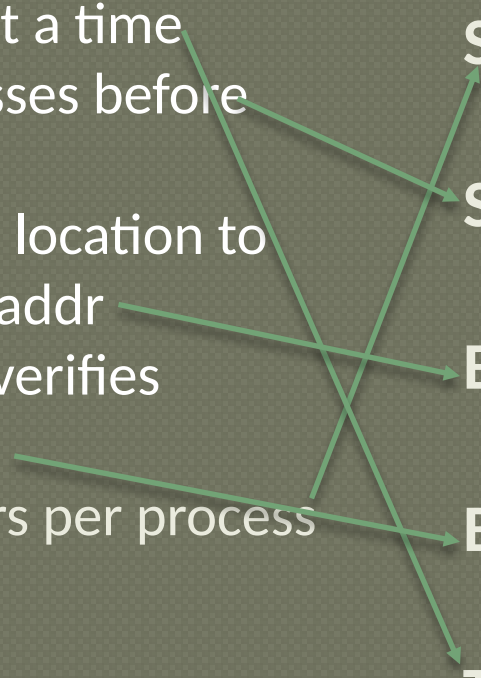 t a time
sses before
location to
addr
verifies
rs per process
S
S
E